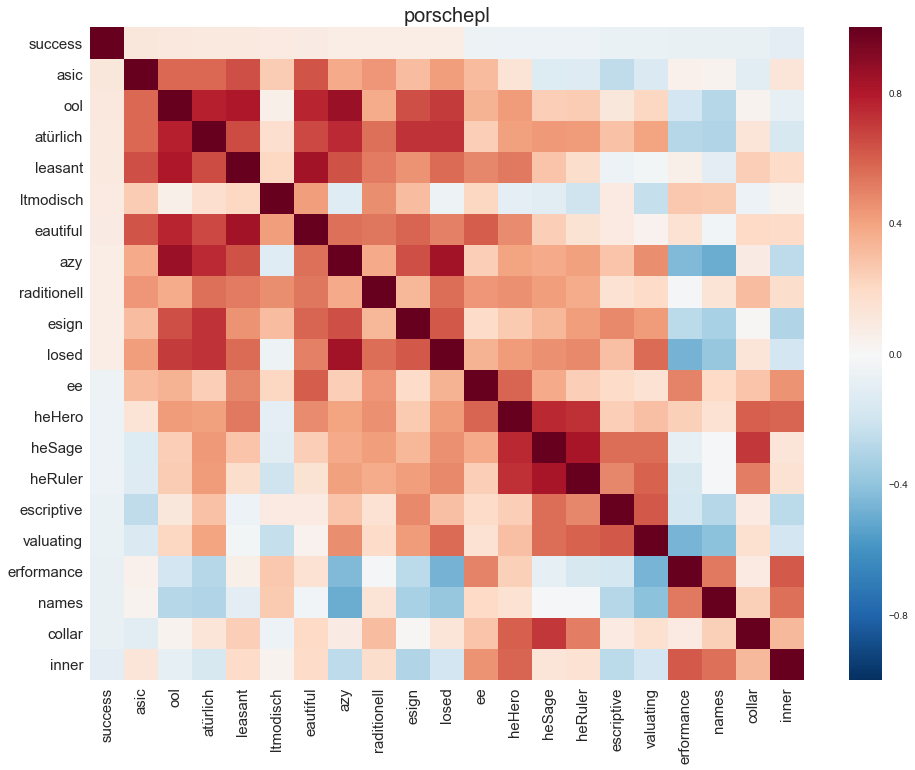 porschepl
success
asic
ool
atürlich
leasant
ltmodisch
eautiful
azy
raditionell
esign
losed
ee
heHero
heSage
heRuler
escriptive
valuating
erformance
names
collar
inner
success
asic
ool
atürlich
leasant
ltmodisch
eautiful
azy
raditionell
esign
losed
ee
heHero
heSage
heRuler
escriptive
valuating
erformance
names
collar
inner
0.8
0.4
0.0
−0.4
−0.8